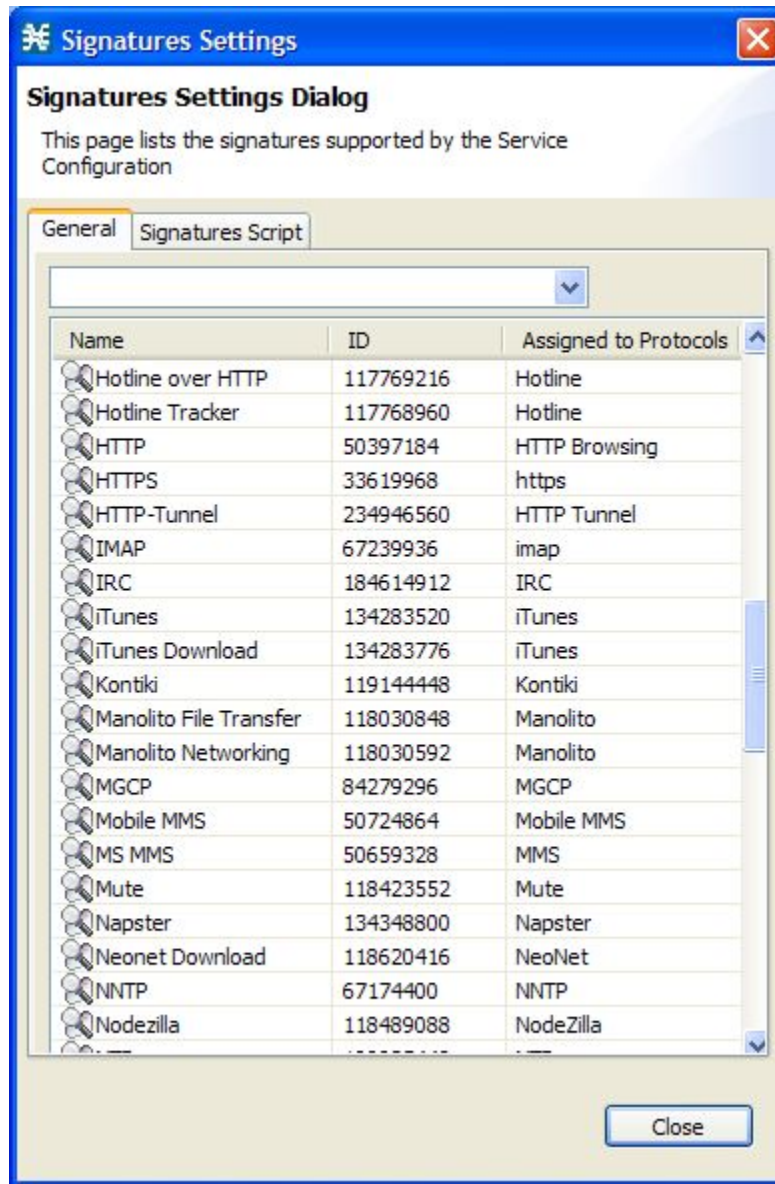 Signatures Settings
Signatures Settings Dialog
This page lists the signatures supported by the Service
Configuration
General Signatures Script
Name ID Assigned to Protocols
Hotline over HTTP 117769216 Hotline
Hotline Tracker 117768960 Hotline
HTTP 50397184 HTTP Browsing
HTTPS 33619968 https
HTTP-Tunnel 234946560 HTTP Tunnel
IMAP 67239936 imap
IRC 184614912 IRC
iTunes 134283520 iTunes
iTunes Download 134283776 iTunes
Kontiki 119144448 Kontiki
Manolito File Transfer 118030848 Manolito
Manolito Networking 118030592 Manolito
MGCP 84279296 MGCP
Mobile MMS 50724864 Mobile MMS
MS MMS 50659328 MMS
Mute 118423552 Mute
Napster 134348800 Napster
Neonet Download 118620416 NeoNet
NNTP 67174400 NNTP
Nodezilla 118489088 NodeZilla
Close